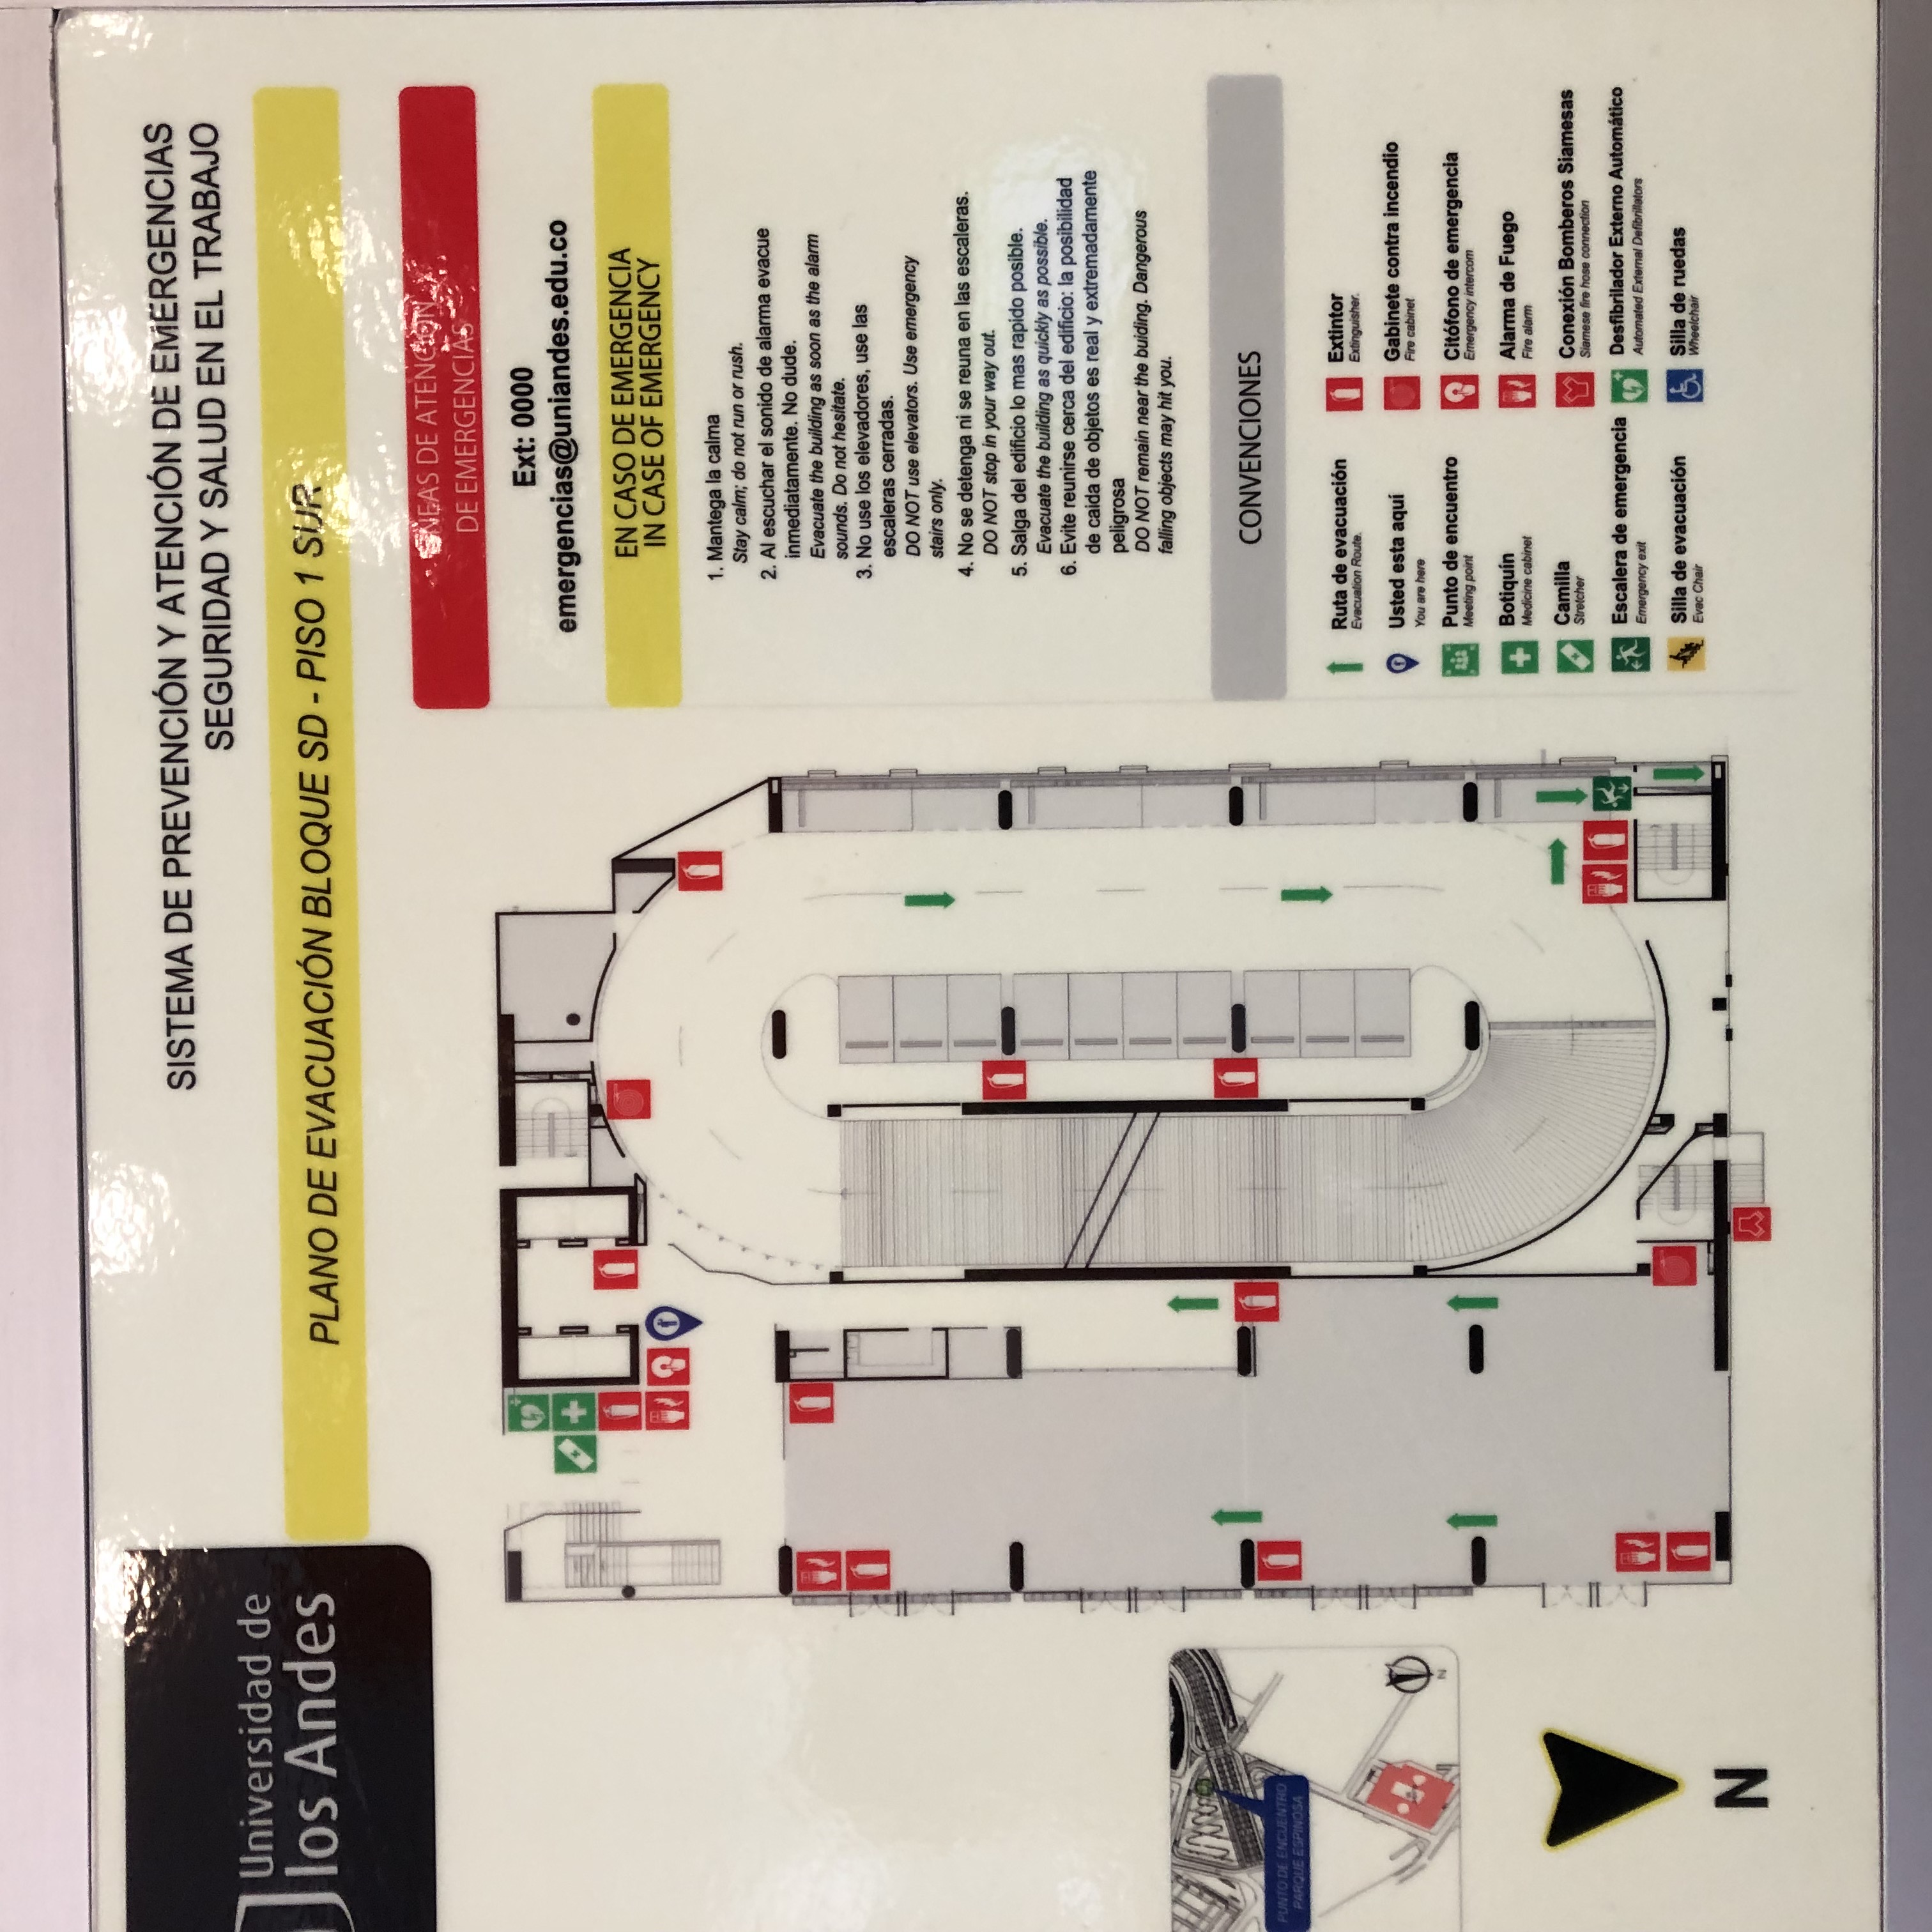 Universidad de
los Andes
SISTEMA DE PREVENCIÓN Y ATENCIÓN DE EMERGENCIAS
SEGURIDAD Y SALUD EN EL TRABAJO
PLANO DE EVACUACIÓN BLOQUE SD - PISO 1 SUR
LÍNEAS DE ATENCIÓN
DE EMERGENCIAS
Ext: 0000
emergencias@uniandes.edu.co
EN CASO DE EMERGENCIA
IN CASE OF EMERGENCY
1. Mantega la calma
Stay calm; do not run or rush.
2. Al escuchar el sonido de alarma evacue
inmediatamente. No dude.
Evacuate the building as soon as the alarm
sounds. Do not hesitate.
3. No use los elevadores, use las
escaleras cerradas.
DO NOT use elevators. Use emergency
stairs only.
4. No se detenga ni se reuna en las escaleras.
DO NOT stop in your way out.
5. Salga del edificio lo mas rapido posible.
Evacuate the building as quickly as possible.
6. Evite reunirse cerca del edificio: la posibilidad
de caida de objetos es real y extremadamente
peligrosa
DO NOT remain near the buiding. Dangerous
falling objects may hit you.
CONVENCIONES
Ruta de evacuación
Evacuation Route.
Usted esta aquí
You are here
Punto de encuentro
Meeting point
Botiquín
Medicine cabinet
Camilla
Stretcher
Escalera de emergencia
Emergency exit
Silla de evacuación
Evac Chair
Extintor
Extinguisher.
Gabinete contra incendio
Fire cabinet
Citófono de emergencia
Emergency intercom
Alarma de Fuego
Fire alarm
Conexión Bomberos Siamesas
Siamese fire hose connection
Desfibrilador Externo Automático
Automated External Defibrillators
Silla de ruedas
Wheelchair
PUNTO DE ENCUENTRO
PARQUE ESPINOSA
N
N